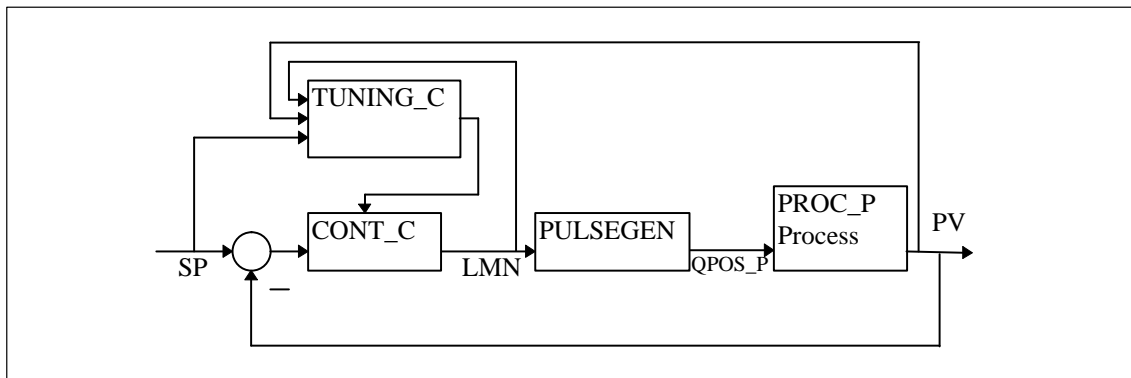 TUNING_C
CONT_C
PULSEGEN
PROC_P
Process
PV
SP
LMN
QPOS_P